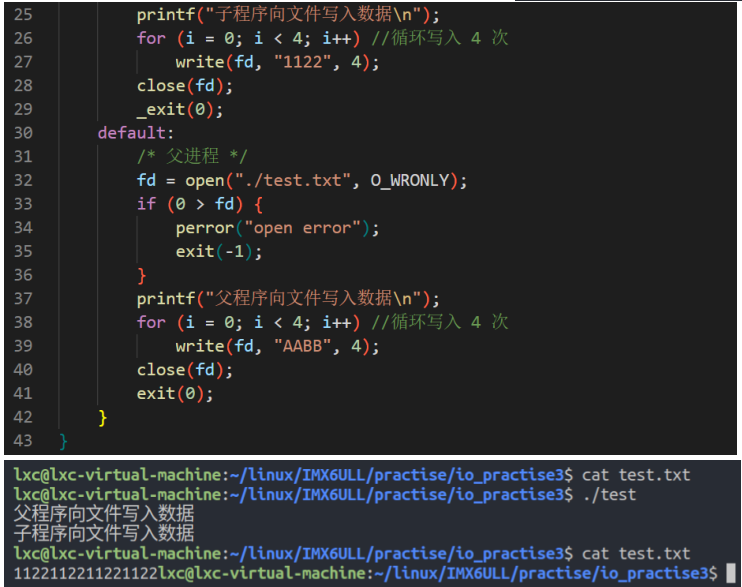 25 printf("子程序向文件写入数据\n");
26 for (i = 0; i < 4; i++) //循环写入 4 次
27 write(fd, "1122", 4);
28 close(fd);
29 _exit(0);
30 default:
31 /* 父进程 */
32 fd = open("./test.txt", O_WRONLY);
33 if (0 > fd) {
34 perror("open error");
35 exit(-1);
36 }
37 printf("父程序向文件写入数据\n");
38 for (i = 0; i < 4; i++) //循环写入 4 次
39 write(fd, "AABB", 4);
40 close(fd);
41 exit(0);
42 }
43 }
lxc@lxc-virtual-machine:~/linux/IMX6ULL/practise/io_practise3$ cat test.txt
lxc@lxc-virtual-machine:~/linux/IMX6ULL/practise/io_practise3$ ./test
父程序向文件写入数据
子程序向文件写入数据
lxc@lxc-virtual-machine:~/linux/IMX6ULL/practise/io_practise3$ cat test.txt
1122112211221122lxc@lxc-virtual-machine:~/linux/IMX6ULL/practise/io_practise3$